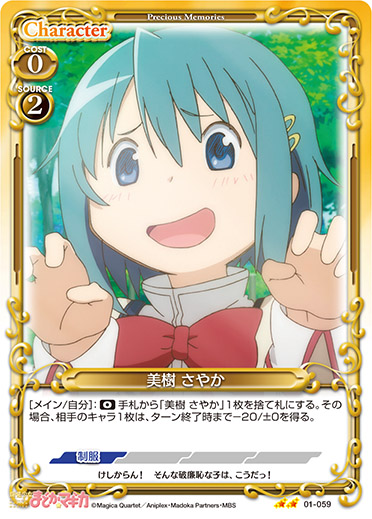 Precious Memories
Character
COST
0
SOURCE
2
美樹 さやか
[メイン/自分]:0手札から「美樹 さやか」1枚を捨て札にする。その
場合、相手のキャラ1枚は、ターン終了時まで−20/±0を得る。
制服
けしからん! そんな破廉恥な子は、こうだっ!
まどか☆マギカ
©Magica Quartet/Aniplex・Madoka Partners・MBS
01-059